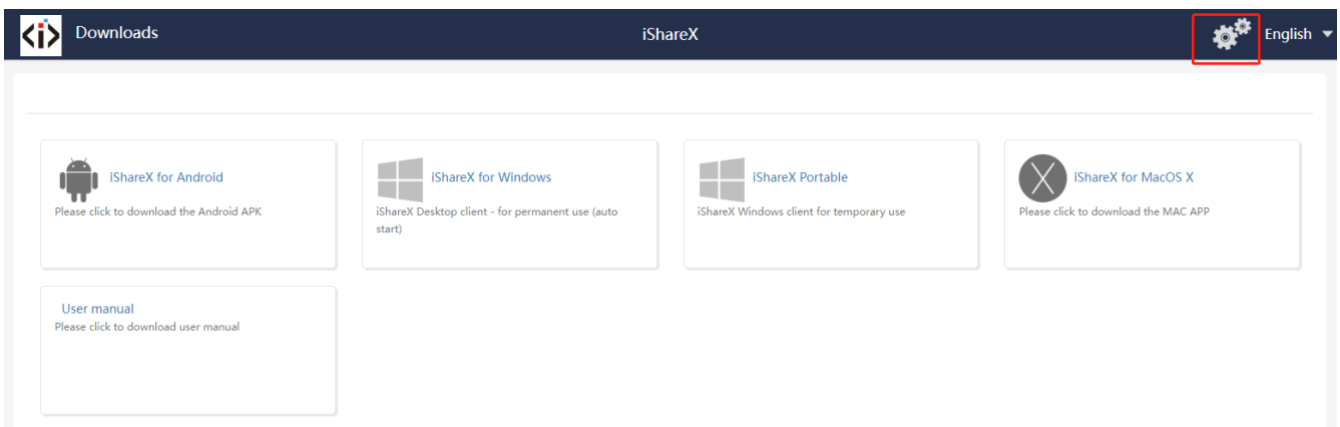 <i> Downloads
iShareX
English
iShareX for Android
Please click to download the Android APK
iShareX for Windows
iShareX Desktop client - for permanent use (auto
start)
iShareX Portable
iShareX Windows client for temporary use
iShareX for MacOS X
Please click to download the MAC APP
User manual
Please click to download user manual